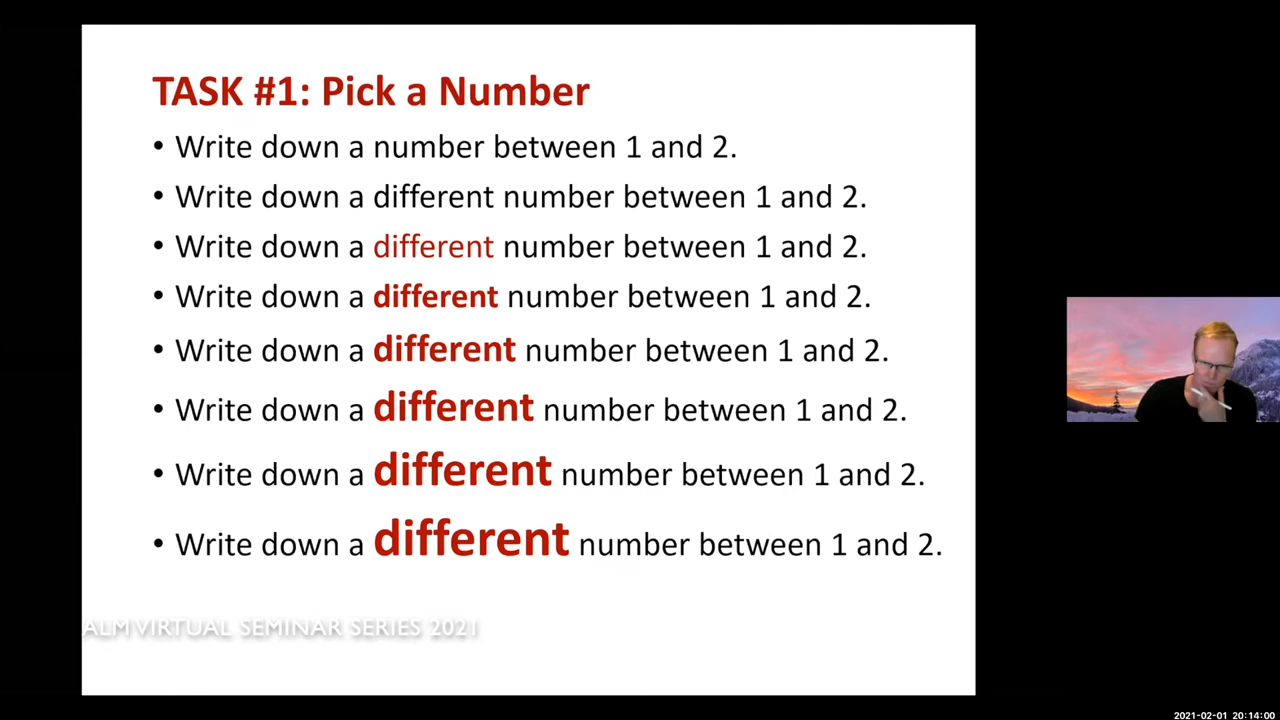 TASK #1: Pick a Number
• Write down a number between 1 and 2.
• Write down a different number between 1 and 2.
• Write down a different number between 1 and 2.
• Write down a different number between 1 and 2.
• Write down a different number between 1 and 2.
• Write down a different number between 1 and 2.
• Write down a different number between 1 and 2.
• Write down a different number between 1 and 2.
ALM VIRTUAL SEMINAR SERIES 2021
2021-02-01 20:14:00